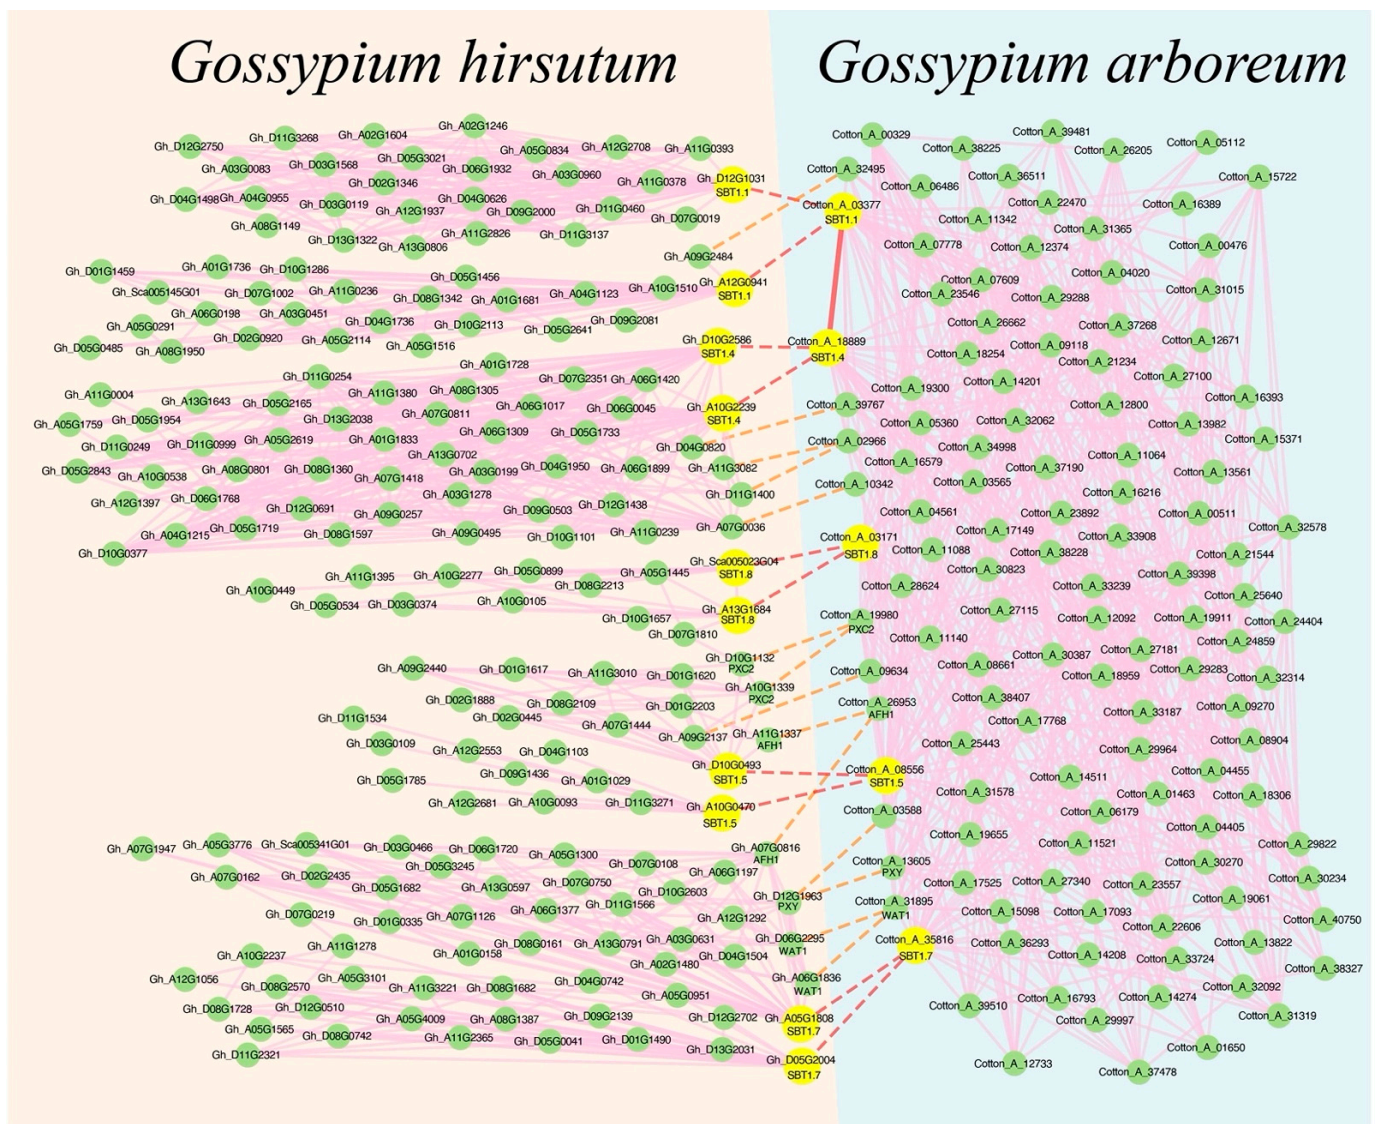 Gossypium hirsutum
Gossypium arboreum
Gh_A02G1246
Gh_D11G3268
Gh_A02G1604
Gh_D12G2750
Gh_A05G0834
Gh_A12G2708
Gh_A11G0393
Gh_A03G0083
Gh_D03G1568
Gh_D05G3021
Gh_D06G1932
Gh_A03G0960
Gh_A11G0378
Gh_D12G1031
SBT1.1
Gh_D02G1346
Gh_D04G1498
Gh_A04G0955
Gh_D03G0119
Gh_D04G0626
Gh_A12G1937
Gh_D09G2000
Gh_D11G0460
Gh_D07G0019
Gh_A08G1149
Gh_D13G1322
Gh_A13G0806
Gh_A11G2826
Gh_D11G3137
Gh_A09G2484
Gh_D01G1459
Gh_A01G1736
Gh_D10G1286
Gh_D05G1456
Gh_Sca005145G01
Gh_D07G1002
Gh_A11G0236
Gh_D08G1342
Gh_A01G1681
Gh_A04G1123
Gh_A10G1510
Gh_A12G0941
SBT1.1
Gh_A05G0291
Gh_A06G0198
Gh_A03G0451
Gh_D04G1736
Gh_D10G2113
Gh_D05G2641
Gh_D09G2081
Gh_D05G0485
Gh_A08G1950
Gh_D02G0920
Gh_A05G2114
Gh_A05G1516
Gh_D10G2586
SBT1.4
Gh_A01G1728
Gh_D11G0254
Gh_D07G2351
Gh_A06G1420
Gh_A11G0004
Gh_A13G1643
Gh_D05G2165
Gh_A11G1380
Gh_A08G1305
Gh_A06G1017
Gh_D06G0045
Gh_A10G2239
SBT1.4
Gh_A05G1759
Gh_D05G1954
Gh_D13G2038
Gh_A07G0811
Gh_A06G1309
Gh_D05G1733
Gh_D11G0249
Gh_D11G0999
Gh_A05G2619
Gh_A01G1833
Gh_A13G0702
Gh_D04G0820
Gh_D05G2843
Gh_A10G0538
Gh_A08G0801
Gh_D08G1360
Gh_A07G1418
Gh_A03G0199
Gh_D04G1950
Gh_A06G1899
Gh_A11G3082
Gh_A12G1397
Gh_D06G1768
Gh_D12G0691
Gh_A09G0257
Gh_A03G1278
Gh_D09G0503
Gh_D12G1438
Gh_D11G1400
Gh_A04G1215
Gh_D05G1719
Gh_D08G1597
Gh_A09G0495
Gh_D10G1101
Gh_A11G0239
Gh_A07G0036
Gh_D10G0377
Gh_Sca005023G04
SBT1.8
Gh_A10G0449
Gh_A11G1395
Gh_A10G2277
Gh_D05G0899
Gh_D08G2213
Gh_A05G1445
Gh_D05G0534
Gh_D03G0374
Gh_A10G0105
Gh_D10G1657
Gh_A13G1684
SBT1.8
Gh_D07G1810
Gh_A09G2440
Gh_D01G1617
Gh_A11G3010
Gh_D01G1620
Gh_D10G1132
PXC2
Gh_A10G1339
PXC2
Gh_D02G1888
Gh_D08G2109
Gh_D01G2203
Gh_D11G1534
Gh_D02G0445
Gh_A07G1444
Gh_A09G2137
Gh_A11G1337
AFH1
Gh_D03G0109
Gh_A12G2553
Gh_D04G1103
Gh_D10G0493
SBT1.5
Gh_D05G1785
Gh_D09G1436
Gh_A01G1029
Gh_A12G2681
Gh_A10G0093
Gh_D11G3271
Gh_A10G0470
SBT1.5
Gh_A07G1947
Gh_A05G3776
Gh_Sca005341G01
Gh_D03G0466
Gh_D06G1720
Gh_A05G1300
Gh_D07G0108
Gh_A07G0816
AFH1
Gh_A07G0162
Gh_D02G2435
Gh_D05G3245
Gh_A06G1197
Gh_D05G1682
Gh_A13G0597
Gh_D07G0750
Gh_D10G2603
Gh_D12G1963
PXY
Gh_D07G0219
Gh_D01G0335
Gh_A07G1126
Gh_A06G1377
Gh_D11G1566
Gh_A12G1292
Gh_A10G2237
Gh_A11G1278
Gh_A01G0158
Gh_D08G0161
Gh_A13G0791
Gh_A03G0631
Gh_D04G1504
Gh_D06G2295
WAT1
Gh_A12G1056
Gh_D08G2570
Gh_A05G3101
Gh_A11G3221
Gh_D08G1682
Gh_D04G0742
Gh_A02G1480
Gh_A05G0951
Gh_A06G1836
WAT1
Gh_D08G1728
Gh_D12G0510
Gh_A05G4009
Gh_A08G1387
Gh_D09G2139
Gh_D12G2702
Gh_A05G1808
SBT1.7
Gh_A05G1565
Gh_D08G0742
Gh_A11G2365
Gh_D05G0041
Gh_D01G1490
Gh_D13G2031
Gh_D11G2321
Gh_D05G2004
SBT1.7
Cotton_A_00329
Cotton_A_39481
Cotton_A_05112
Cotton_A_38225
Cotton_A_26205
Cotton_A_32495
Cotton_A_36511
Cotton_A_15722
Cotton_A_06486
Cotton_A_03377
SBT1.1
Cotton_A_22470
Cotton_A_16389
Cotton_A_11342
Cotton_A_31365
Cotton_A_07778
Cotton_A_12374
Cotton_A_00476
Cotton_A_07609
Cotton_A_04020
Cotton_A_23546
Cotton_A_29288
Cotton_A_31015
Cotton_A_26662
Cotton_A_37268
Cotton_A_18889
SBT1.4
Cotton_A_18254
Cotton_A_09118
Cotton_A_12671
Cotton_A_21234
Cotton_A_27100
Cotton_A_19300
Cotton_A_14201
Cotton_A_39767
Cotton_A_12800
Cotton_A_16393
Cotton_A_05360
Cotton_A_32062
Cotton_A_13982
Cotton_A_02966
Cotton_A_34998
Cotton_A_15371
Cotton_A_16579
Cotton_A_37190
Cotton_A_11064
Cotton_A_10342
Cotton_A_03565
Cotton_A_13561
Cotton_A_16216
Cotton_A_04561
Cotton_A_23892
Cotton_A_00511
Cotton_A_03171
SBT1.8
Cotton_A_17149
Cotton_A_33908
Cotton_A_32578
Cotton_A_11088
Cotton_A_38228
Cotton_A_21544
Cotton_A_30823
Cotton_A_39398
Cotton_A_28624
Cotton_A_33239
Cotton_A_25640
Cotton_A_19980
PXC2
Cotton_A_27115
Cotton_A_12092
Cotton_A_19911
Cotton_A_24404
Cotton_A_11140
Cotton_A_24859
Cotton_A_30387
Cotton_A_27181
Cotton_A_09634
Cotton_A_08661
Cotton_A_18959
Cotton_A_29283
Cotton_A_32314
Cotton_A_26953
AFH1
Cotton_A_38407
Cotton_A_33187
Cotton_A_09270
Cotton_A_17768
Cotton_A_25443
Cotton_A_29964
Cotton_A_08904
Cotton_A_08556
SBT1.5
Cotton_A_14511
Cotton_A_04455
Cotton_A_31578
Cotton_A_01463
Cotton_A_18306
Cotton_A_03588
Cotton_A_06179
Cotton_A_19655
Cotton_A_11521
Cotton_A_04405
Cotton_A_29822
Cotton_A_13605
PXY
Cotton_A_30270
Cotton_A_17525
Cotton_A_27340
Cotton_A_23557
Cotton_A_30234
Cotton_A_31895
WAT1
Cotton_A_15098
Cotton_A_17093
Cotton_A_19061
Cotton_A_22606
Cotton_A_40750
Cotton_A_35816
SBT1.7
Cotton_A_36293
Cotton_A_14208
Cotton_A_33724
Cotton_A_13822
Cotton_A_38327
Cotton_A_39510
Cotton_A_16793
Cotton_A_14274
Cotton_A_32092
Cotton_A_29997
Cotton_A_31319
Cotton_A_01650
Cotton_A_12733
Cotton_A_37478